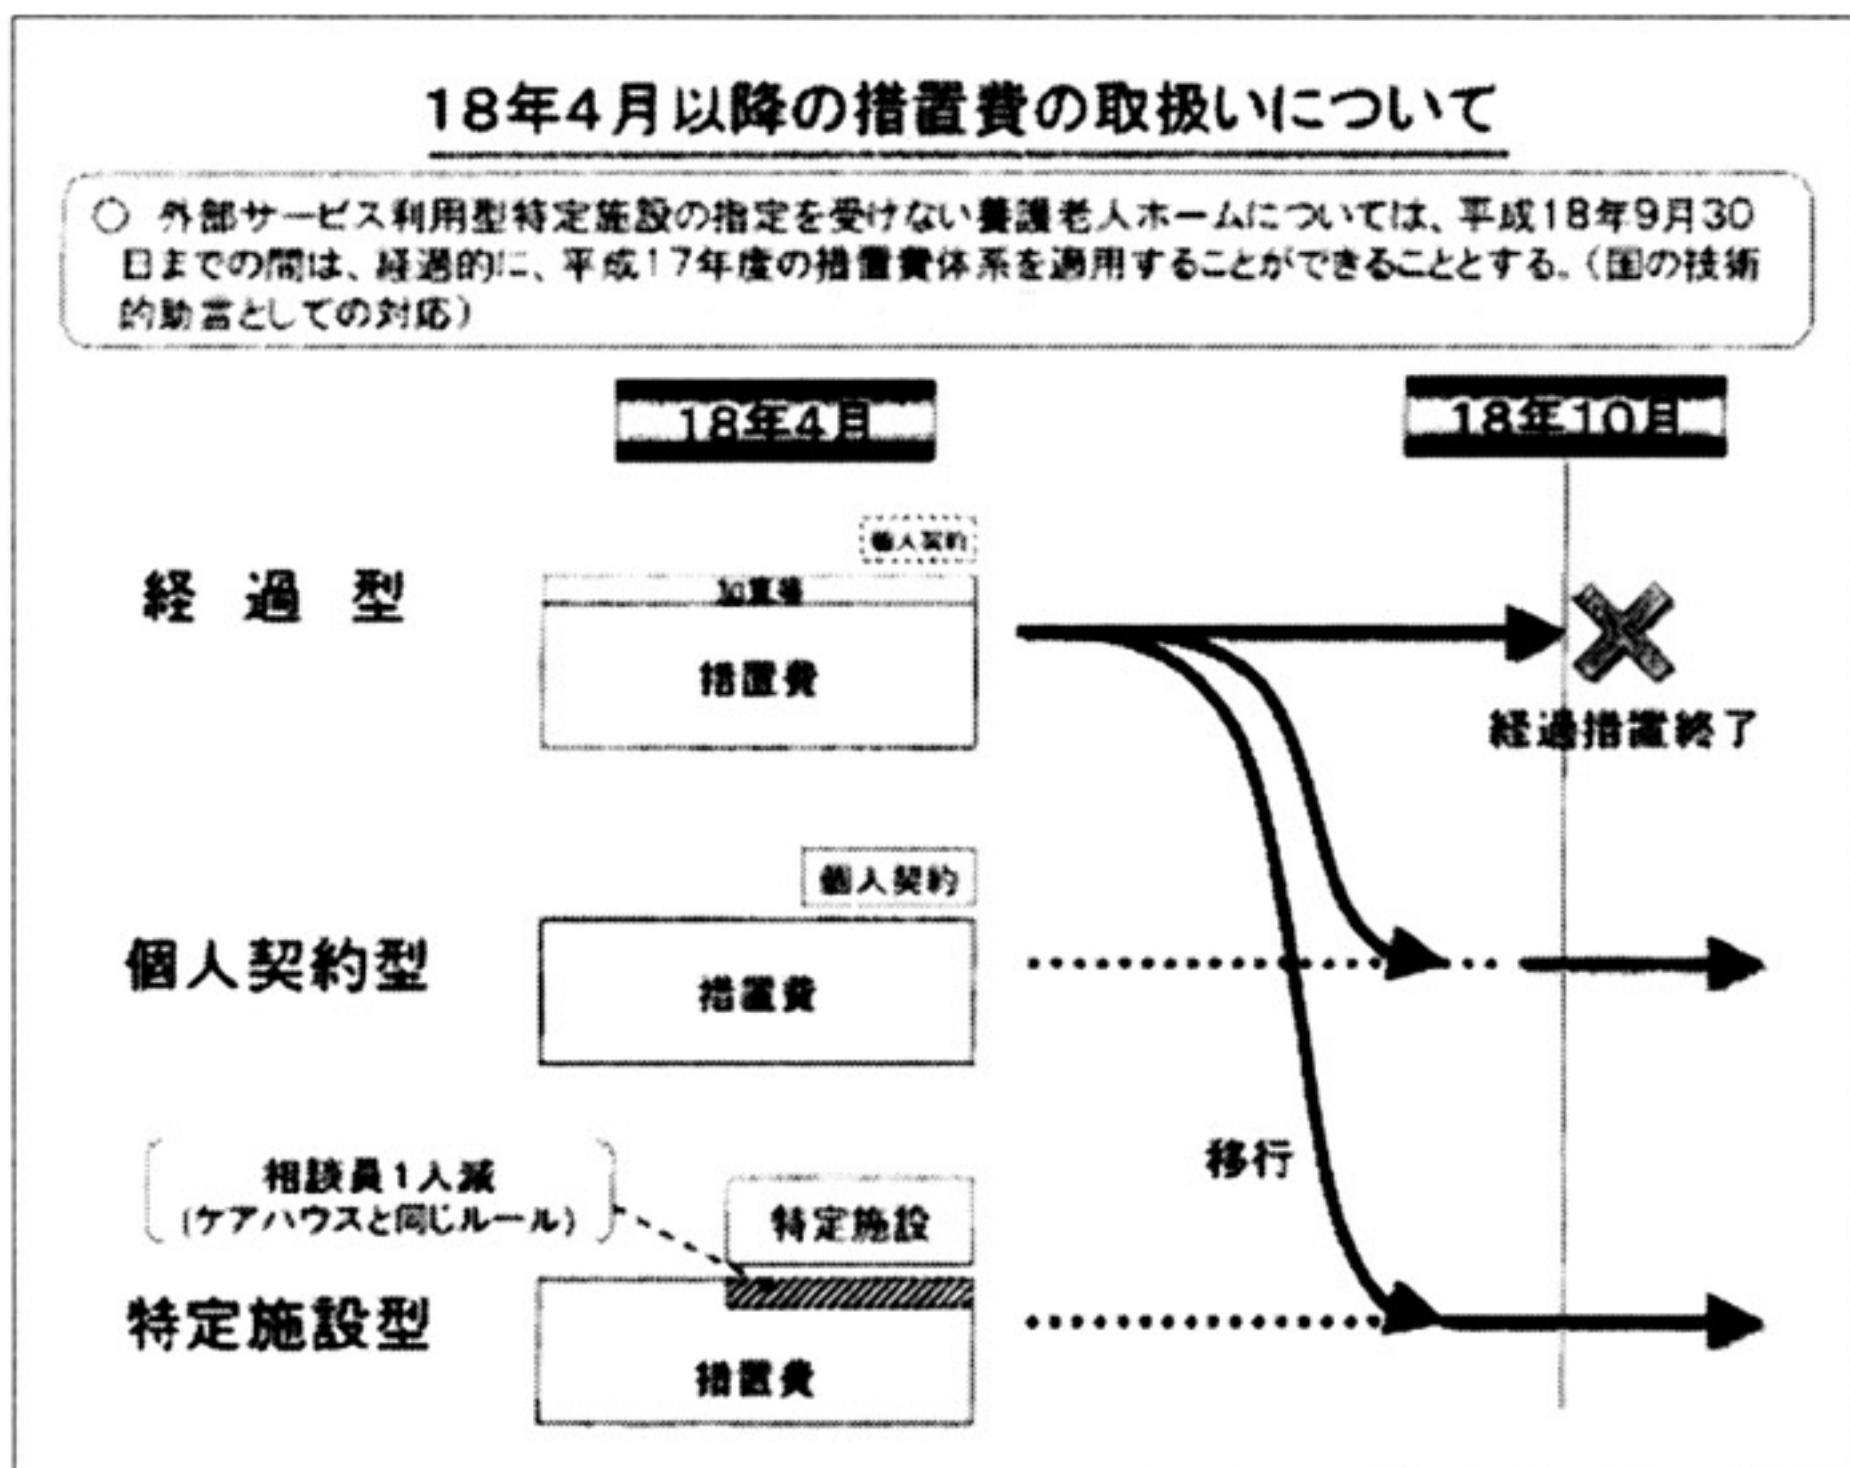 18年4月以降の措置費の取扱いについて
○ 外部サービス利用型特定施設の指定を受けない養護老人ホームについては、平成18年9月30
日までの間は、経過的に、平成17年度の措置費体系を適用することができることとする。(国の技術
的助言としての対応)
18年4月
18年10月
経過型
個人契約
措置費
経過措置終了
個人契約型
個人契約
措置費
相談員1人減
(ケアハウスと同じルール)
特定施設
移行
特定施設型
措置費